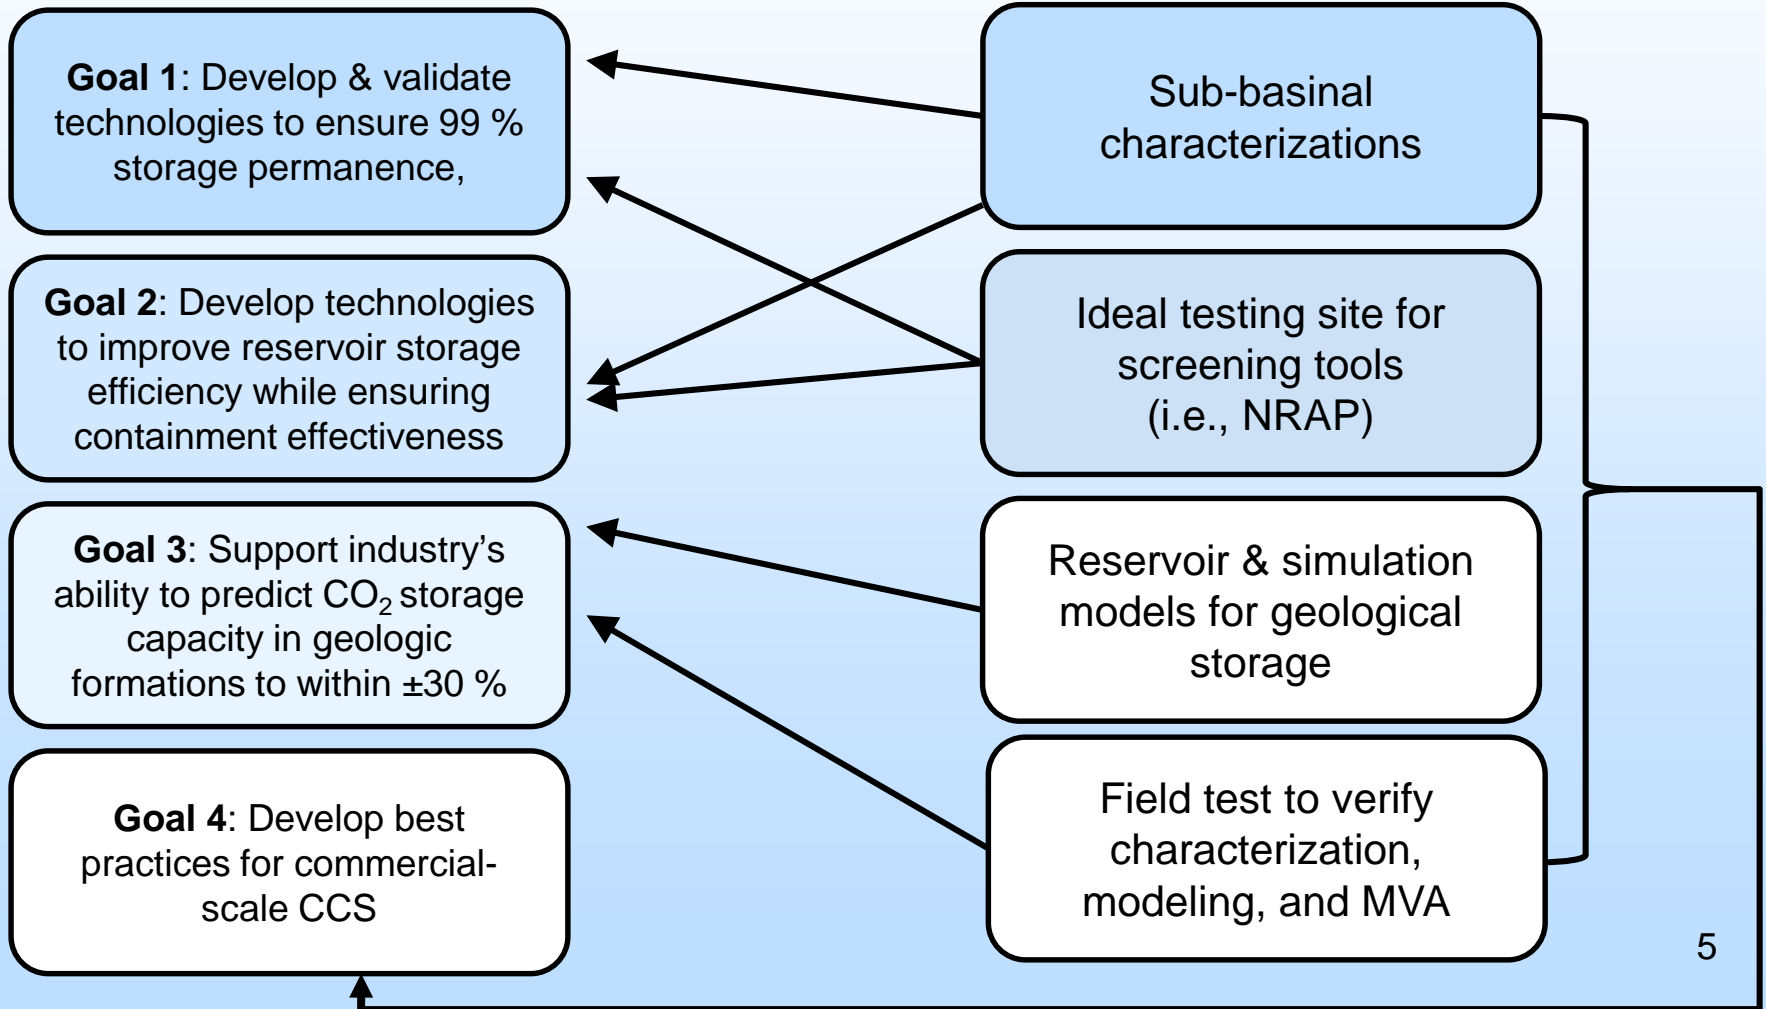 Goal 1: Develop & validate
technologies to ensure 99 %
storage permanence,
Goal 2: Develop technologies
to improve reservoir storage
efficiency while ensuring
containment effectiveness
Goal 3: Support industry’s
ability to predict CO₂ storage
capacity in geologic
formations to within ±30 %
Goal 4: Develop best
practices for commercial-
scale CCS
Sub-basinal
characterizations
Ideal testing site for
screening tools
(i.e., NRAP)
Reservoir & simulation
models for geological
storage
Field test to verify
characterization,
modeling, and MVA
5